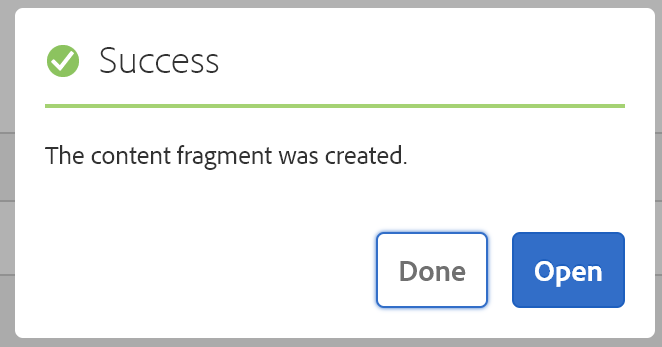 Success
The content fragment was created.
Done Open